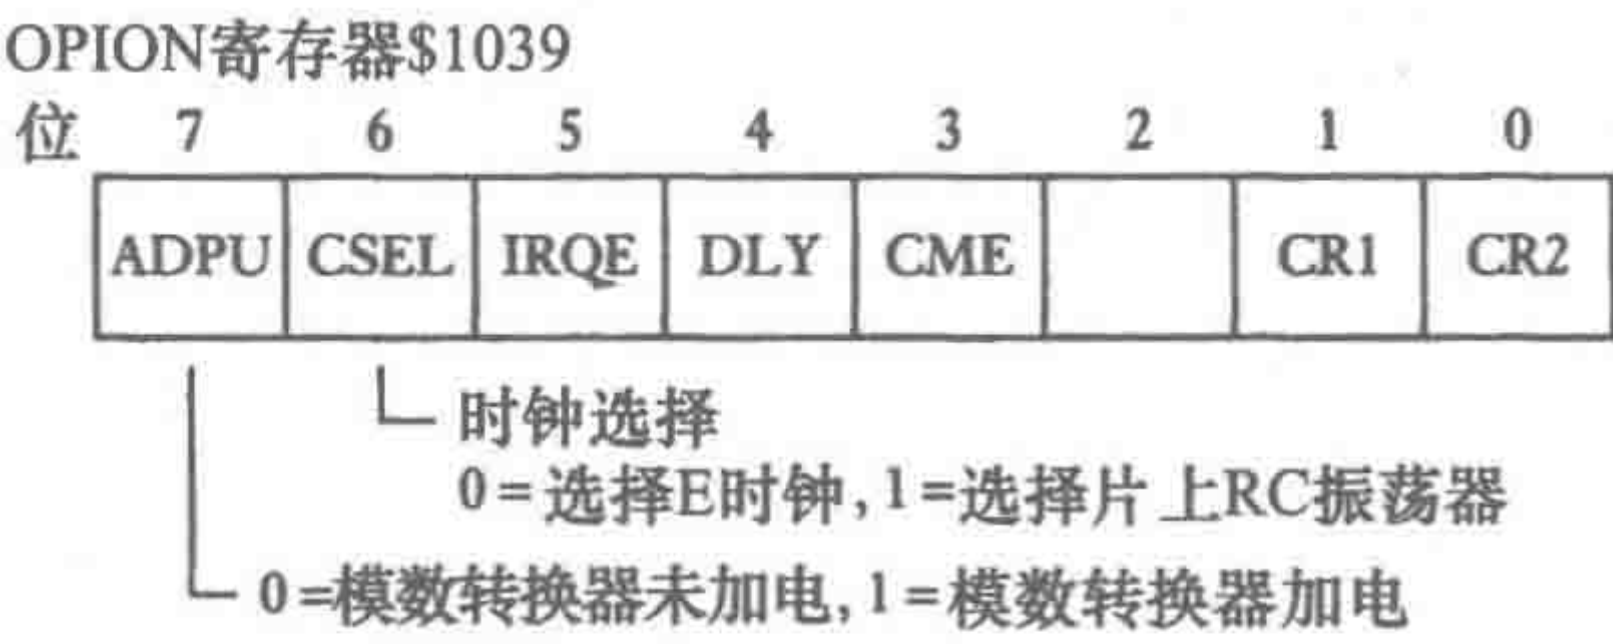 OPION寄存器$1039
位 7 6 5 4 3 2 1 0
ADPU CSEL IRQE DLY CME CR1 CR2
时钟选择
0=选择E时钟,1=选择片上RC振荡器
0=模数转换器未加电,1=模数转换器加电